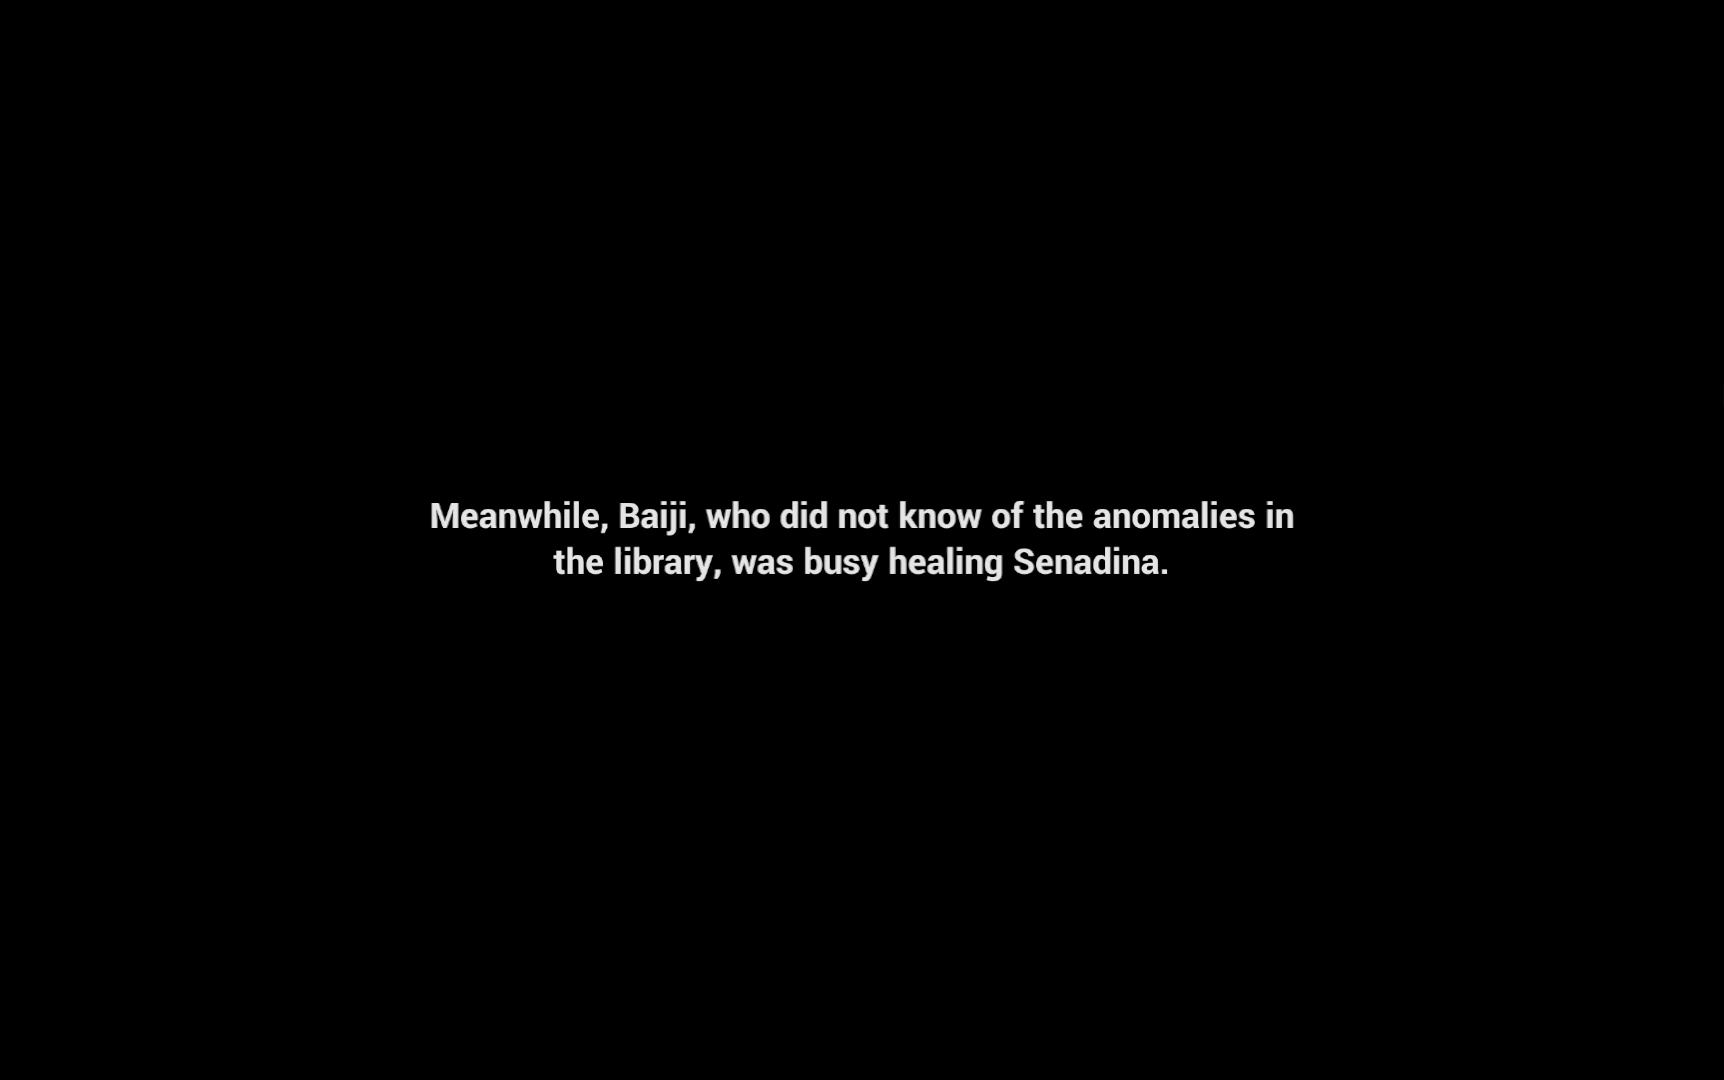 Meanwhile, Baiji, who did not know of the anomalies in
the library, was busy healing Senadina.